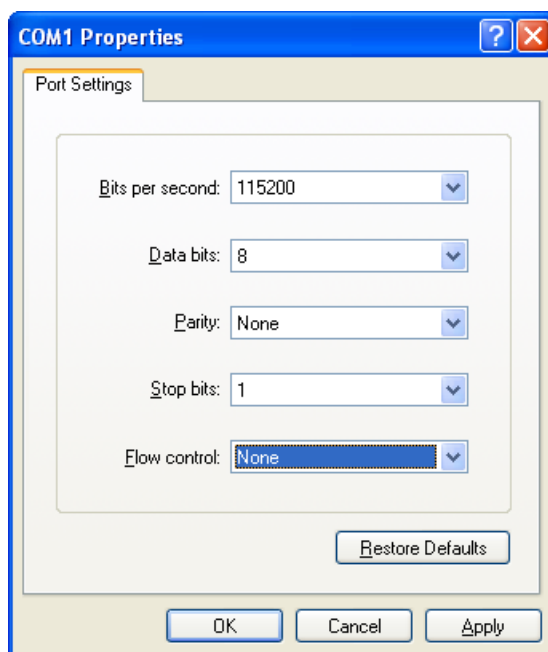 COM1 Properties
Port Settings
Bits per second: 115200
Data bits: 8
Parity: None
Stop bits: 1
Flow control: None
Restore Defaults
OK Cancel Apply